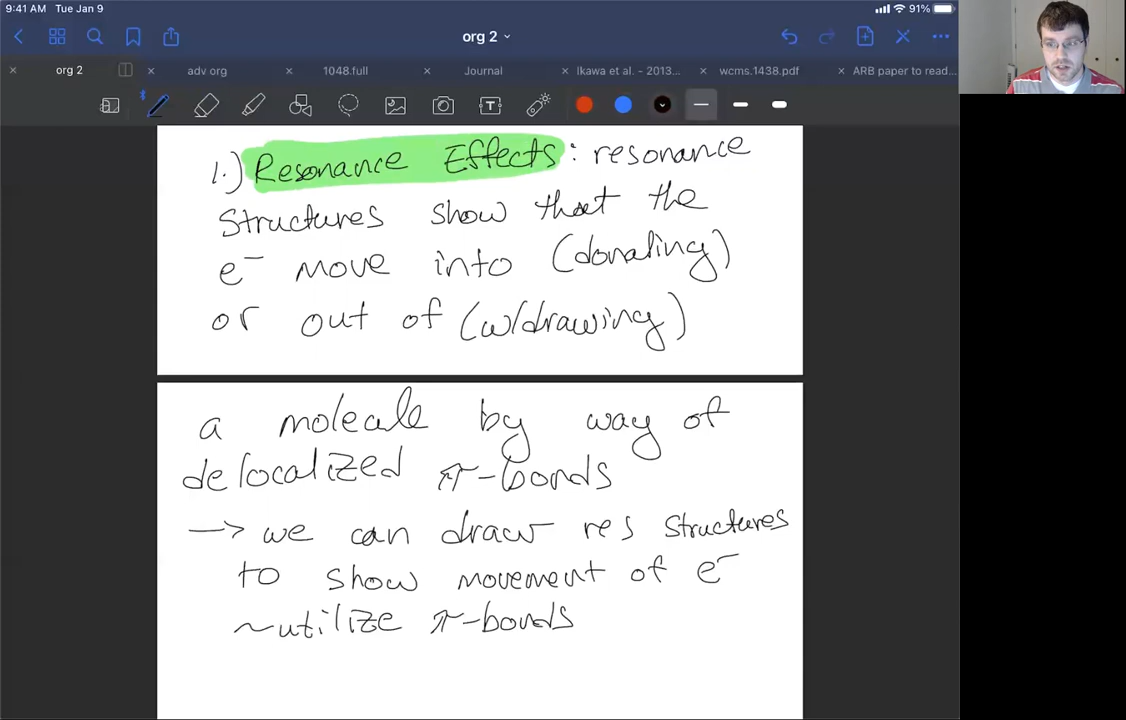 9:41 AM Tue Jan 9
91%
org 2
org 2
adv org
1048.full
Journal
Ikawa et al. - 2013...
wcms.1438.pdf
ARB paper to read...
1.) Resonance Effects: resonance
structures show that the
e⁻ move into (donating)
or out of (w/drawing)
a molecule by way of
delocalized π-bonds
→ we can draw res structures
to show movement of e⁻
~utilize π-bonds